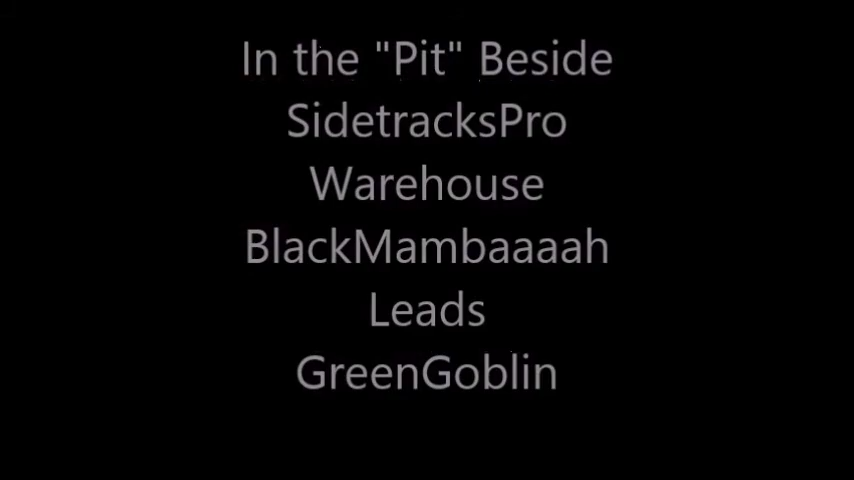 In the "Pit" Beside
SidetracksPro
Warehouse
BlackMambaaaah
Leads
GreenGoblin